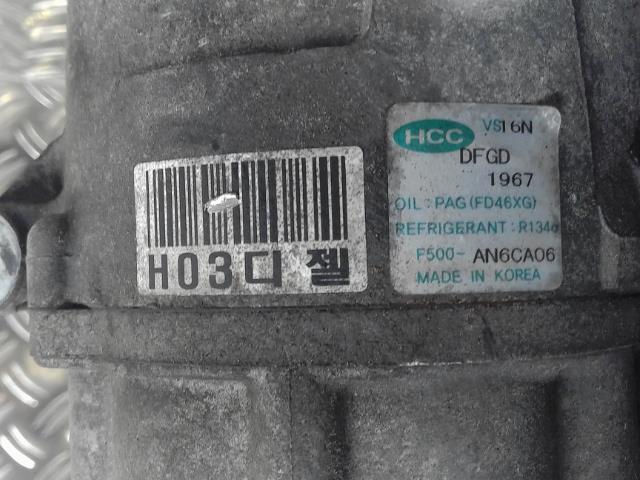 H03디젤
HCC VS16N
DFGD
1967
OIL: PAG(FD46XG)
REFRIGERANT: R134a
F500- AN6CA06
MADE IN KOREA